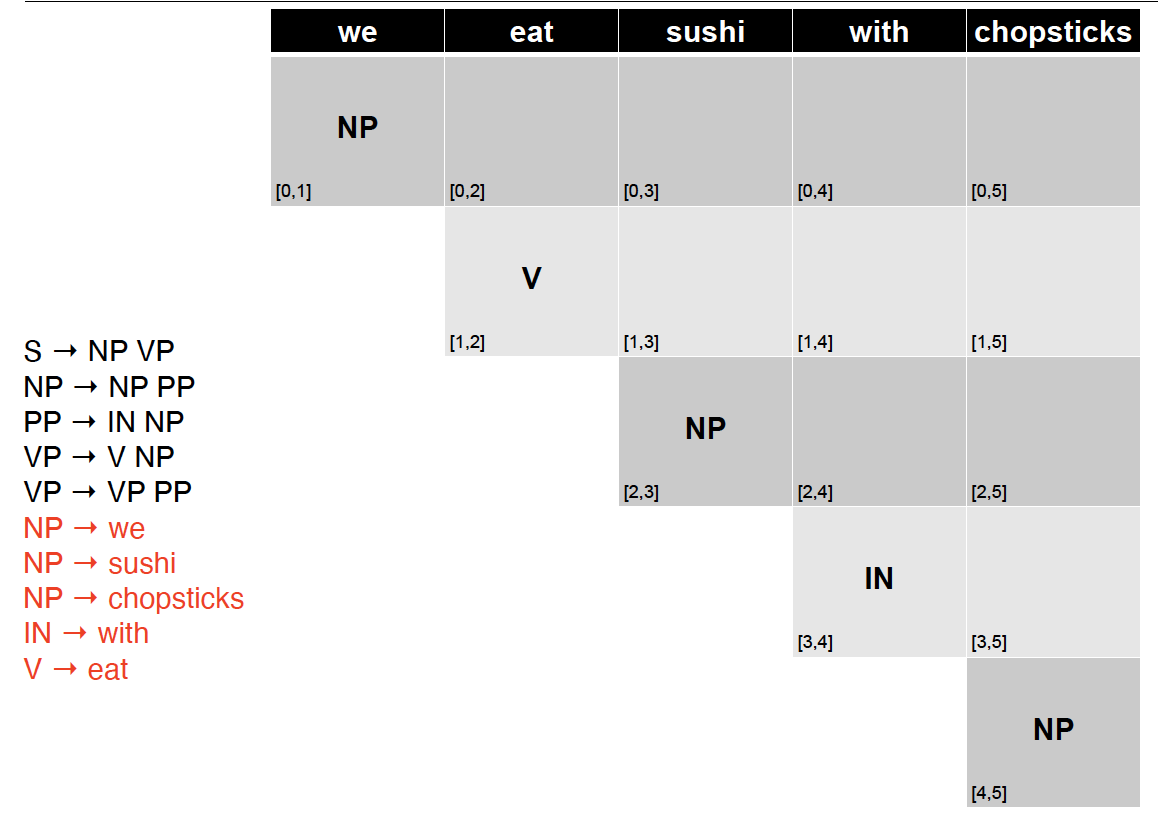 we eat sushi with chopsticks
NP
[0,1] [0,2] [0,3] [0,4] [0,5]
V
[1,2] [1,3] [1,4] [1,5]
NP
[2,3] [2,4] [2,5]
IN
[3,4] [3,5]
NP
[4,5]
S → NP VP
NP → NP PP
PP → IN NP
VP → V NP
VP → VP PP
NP → we
NP → sushi
NP → chopsticks
IN → with
V → eat